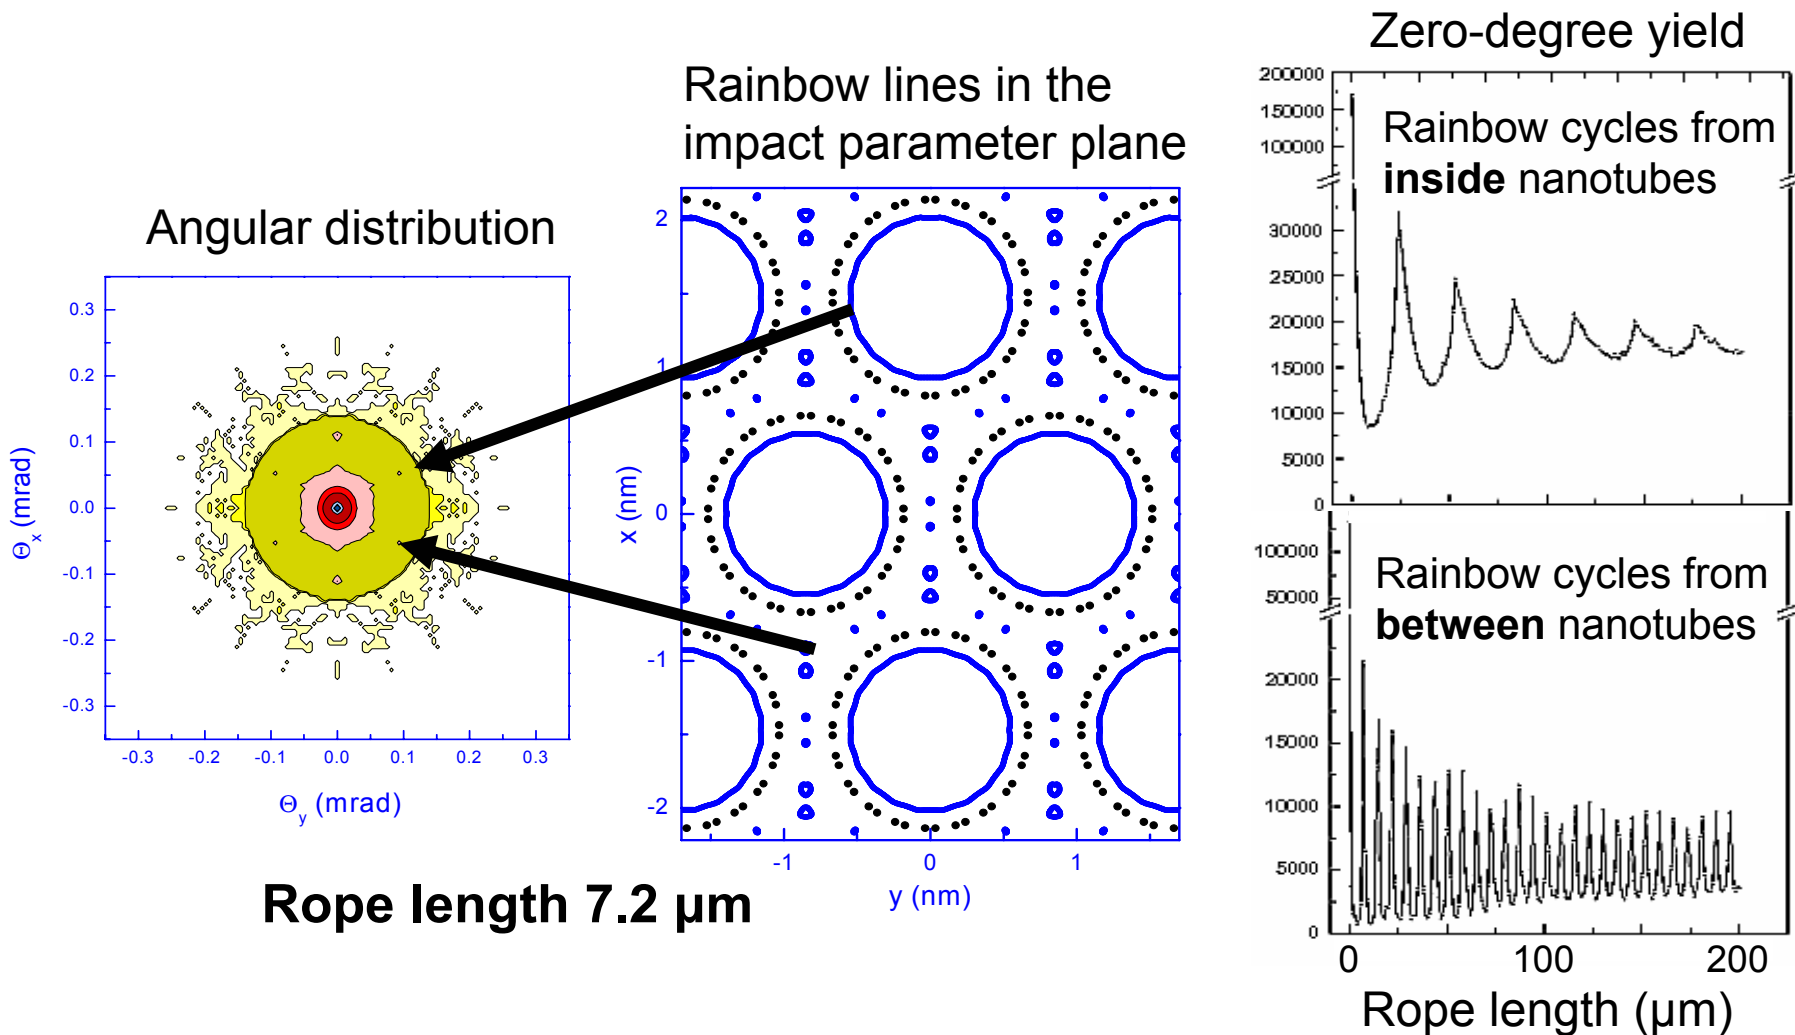 Zero-degree yield
Rainbow lines in the
impact parameter plane
Angular distribution
200000
150000
100000
30000
25000
20000
15000
10000
5000
0
Rainbow cycles from
inside nanotubes
100000
50000
20000
15000
10000
5000
0
Rainbow cycles from
between nanotubes
0 100 200
Rope length (µm)
Θx (mrad)
0.3
0.2
0.1
0.0
-0.1
-0.2
-0.3
-0.3 -0.2 -0.1 0.0 0.1 0.2 0.3
Θy (mrad)
x (nm)
2
1
0
-1
-2
-1 0 1
y (nm)
Rope length 7.2 µm